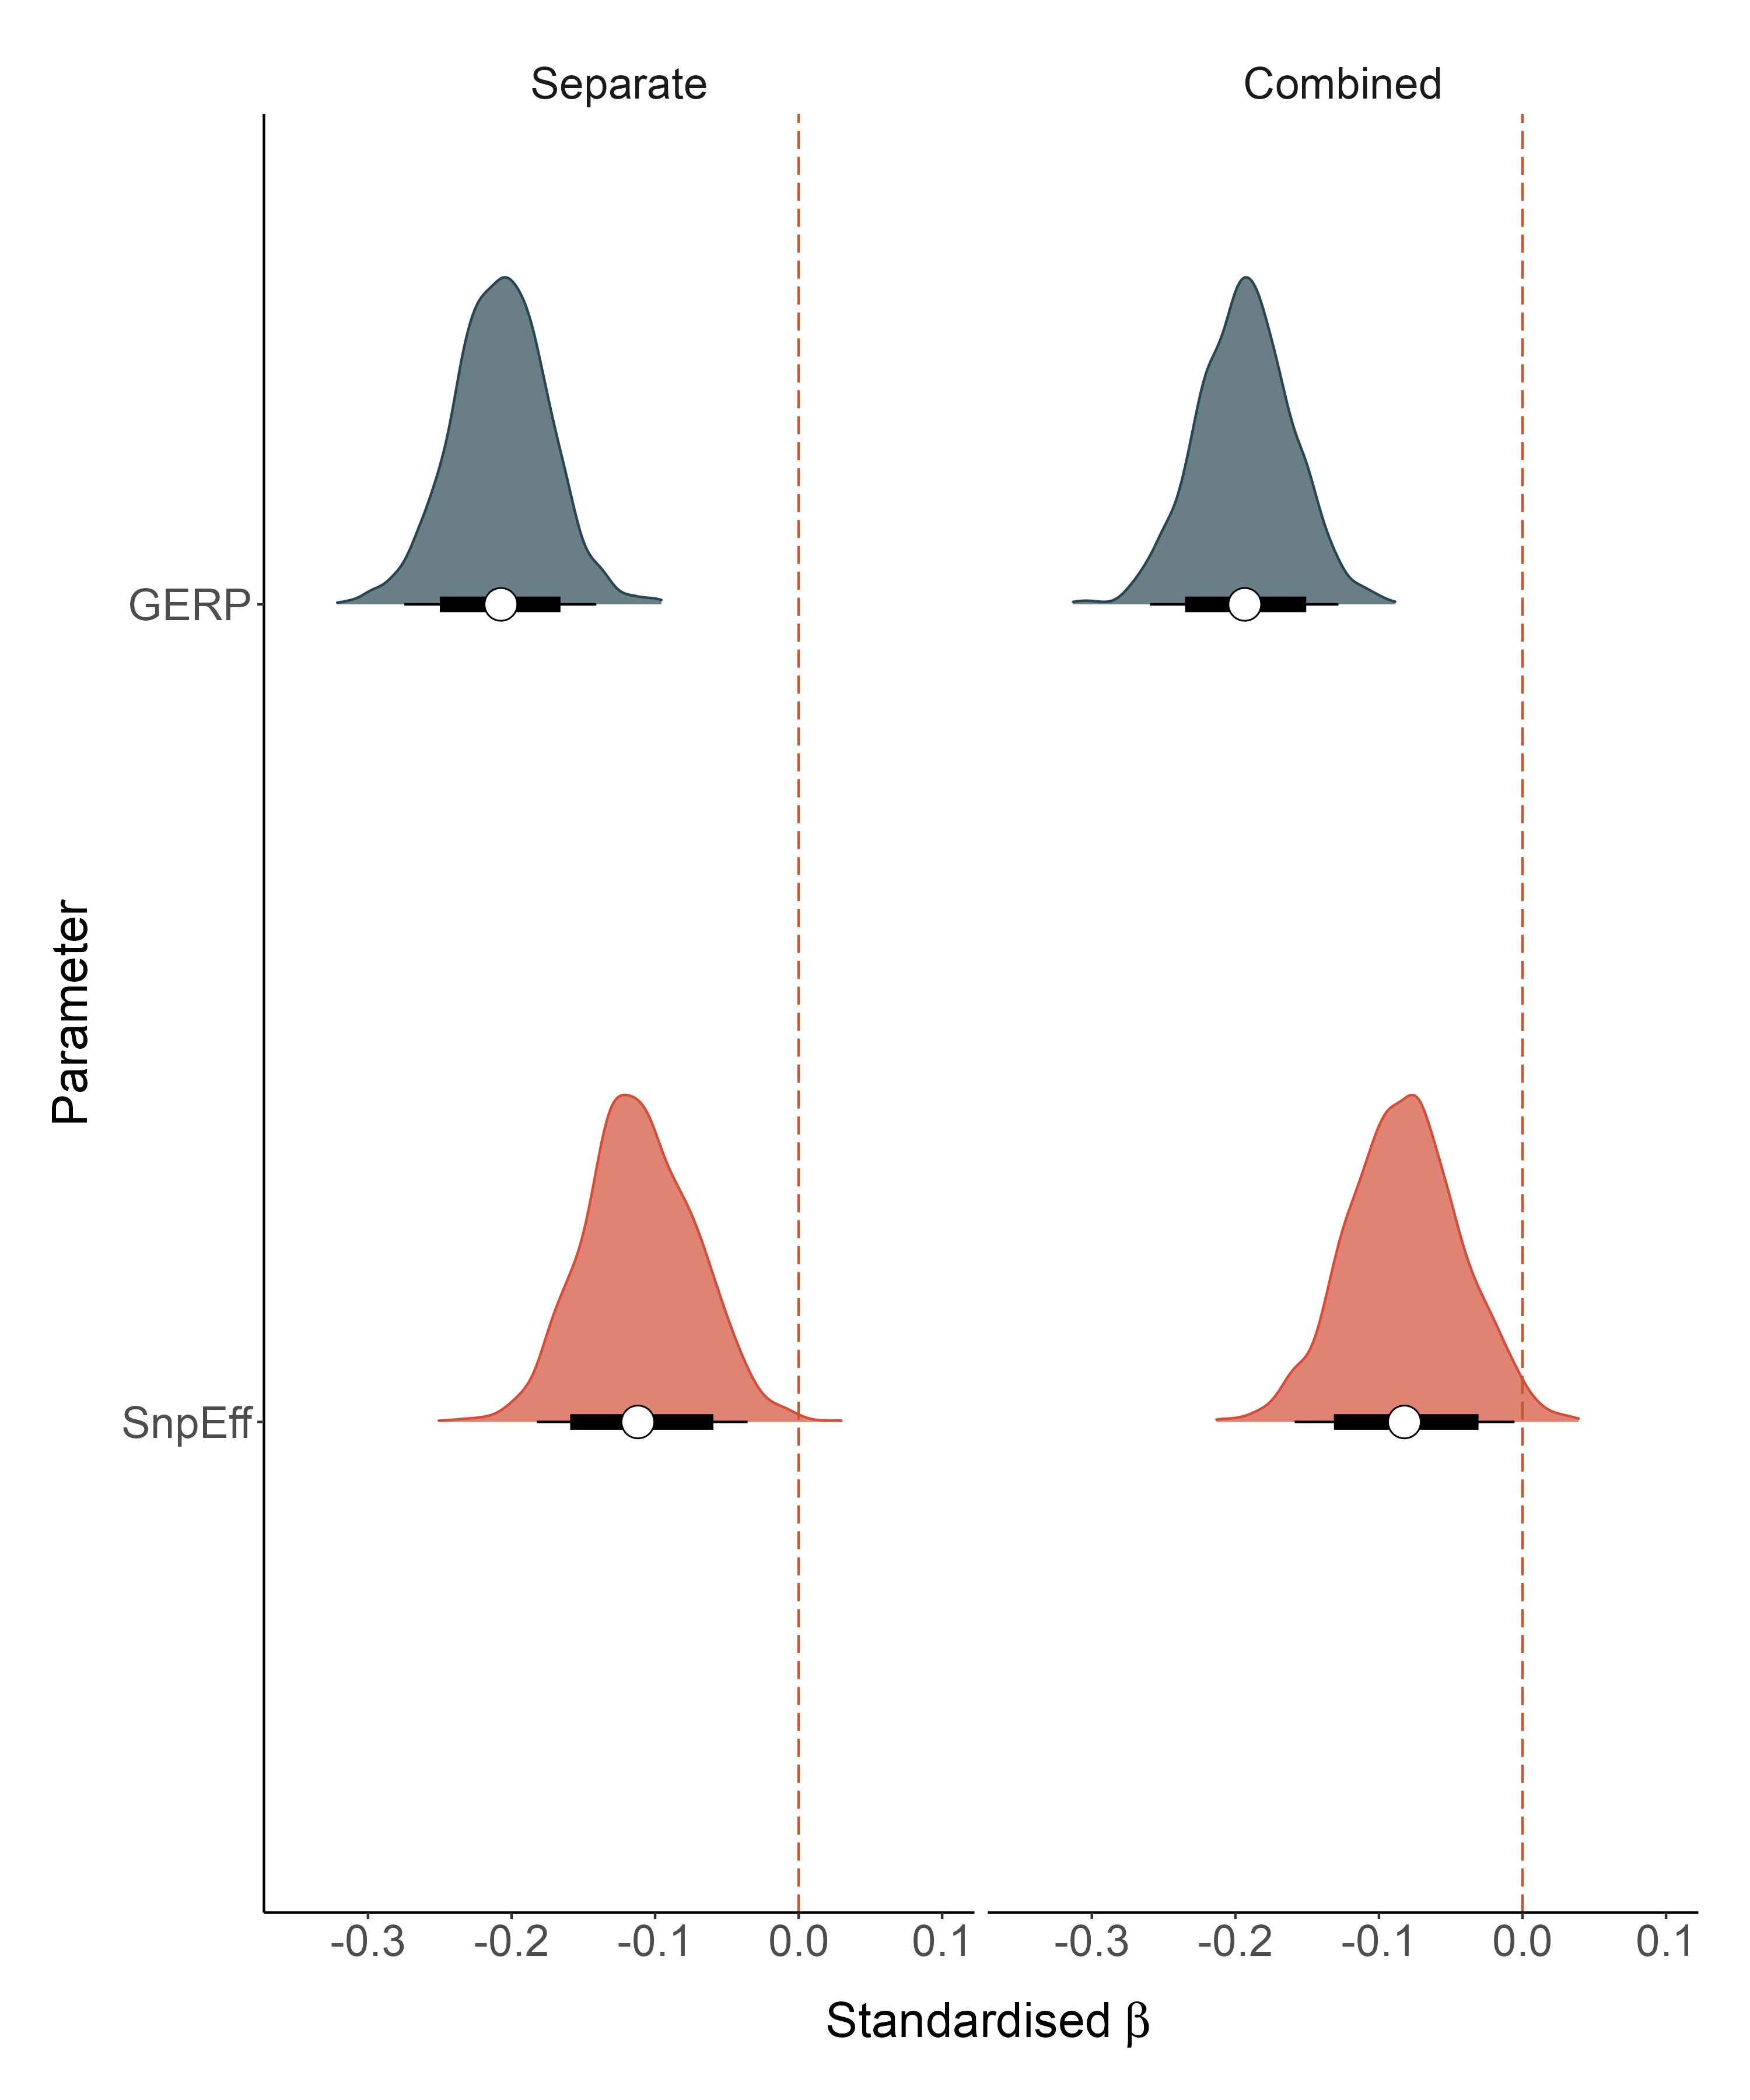 Separate
Combined
GERP
SnpEff
Parameter
-0.3 -0.2 -0.1 0.0 0.1
-0.3 -0.2 -0.1 0.0 0.1
Standardised β